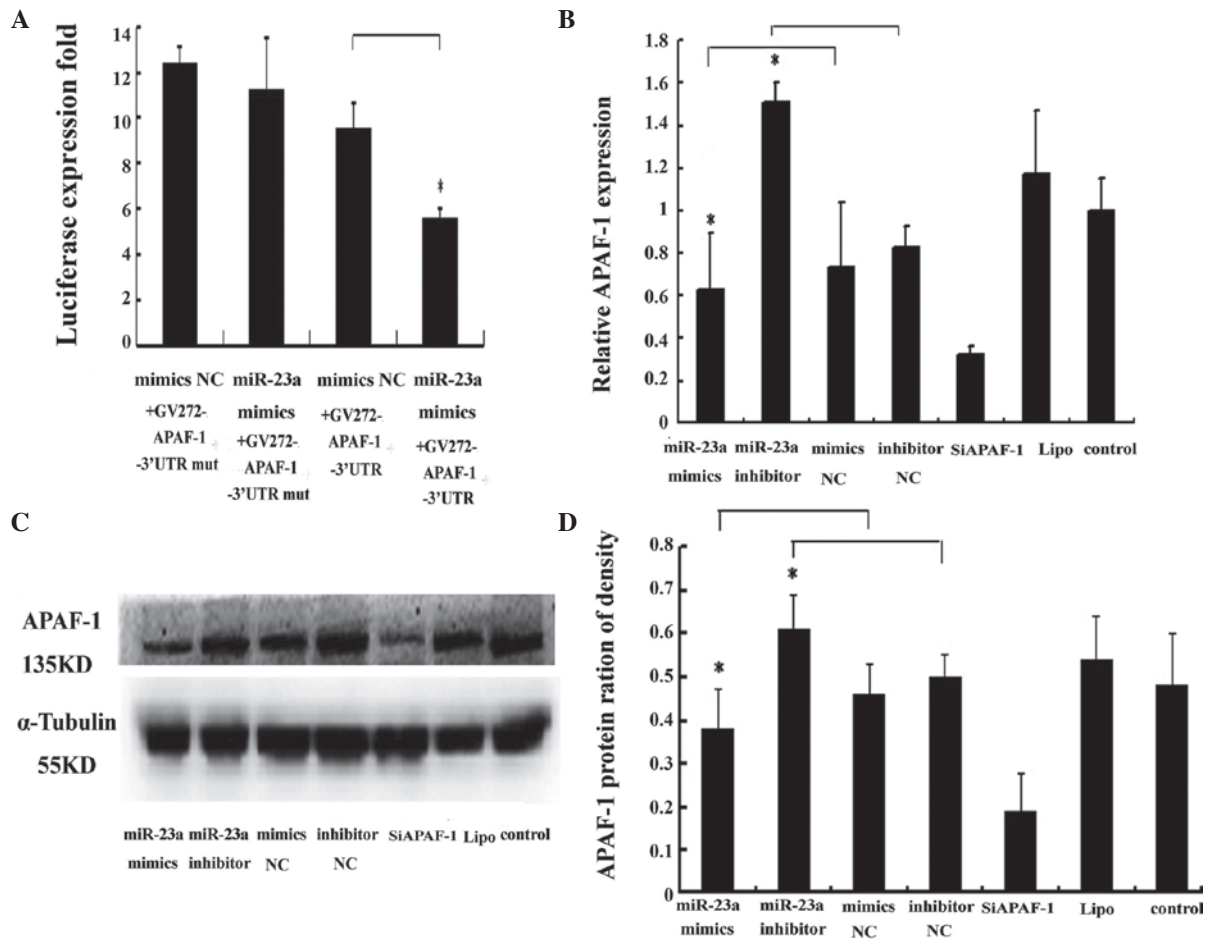 A
Luciferase expression fold
14
12
10
8
6
4
2
0
mimics NC
+GV272-
APAF-1
-3'UTR mut
miR-23a
mimics
+GV272-
APAF-1
-3'UTR mut
mimics NC
+GV272-
APAF-1
-3'UTR
miR-23a
mimics
+GV272-
APAF-1
-3'UTR
*
B
Relative APAF-1 expression
1.8
1.6
1.4
1.2
1
0.8
0.6
0.4
0.2
0
*
*
miR-23a
mimics
miR-23a
inhibitor
mimics
NC
inhibitor
NC
SiAPAF-1
Lipo
control
C
APAF-1
135KD
α-Tubulin
55KD
miR-23a
mimics
miR-23a
inhibitor
mimics
NC
inhibitor
NC
SiAPAF-1
Lipo
control
D
APAF-1 protein ration of density
0.8
0.7
0.6
0.5
0.4
0.3
0.2
0.1
0
*
*
miR-23a
mimics
miR-23a
inhibitor
mimics
NC
inhibitor
NC
SiAPAF-1
Lipo
control